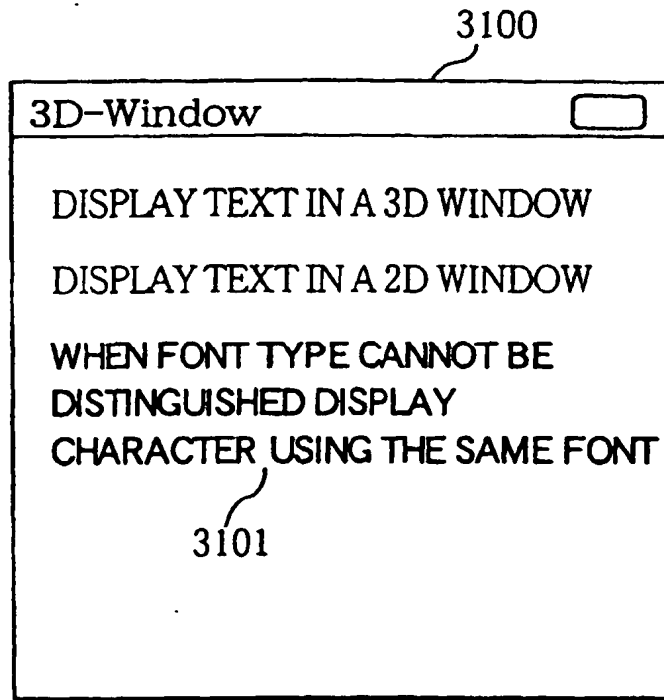 3100
3D-Window
DISPLAY TEXT IN A 3D WINDOW
DISPLAY TEXT IN A 2D WINDOW
WHEN FONT TYPE CANNOT BE
DISTINGUISHED DISPLAY
CHARACTER USING THE SAME FONT
3101